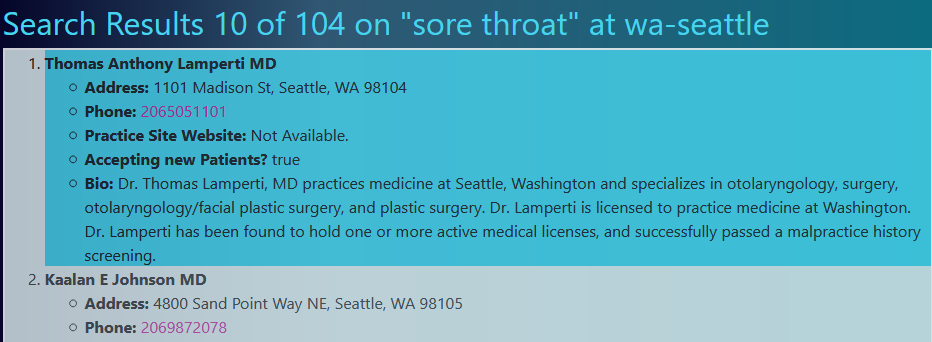 Search Results 10 of 104 on "sore throat" at wa-seattle
1. Thomas Anthony Lamperti MD
○ Address: 1101 Madison St, Seattle, WA 98104
○ Phone: 2065051101
○ Practice Site Website: Not Available.
○ Accepting new Patients? true
○ Bio: Dr. Thomas Lamperti, MD practices medicine at Seattle, Washington and specializes in otolaryngology, surgery,
otolaryngology/facial plastic surgery, and plastic surgery. Dr. Lamperti is licensed to practice medicine at Washington.
Dr. Lamperti has been found to hold one or more active medical licenses, and successfully passed a malpractice history
screening.
2. Kaalan E Johnson MD
○ Address: 4800 Sand Point Way NE, Seattle, WA 98105
○ Phone: 2069872078